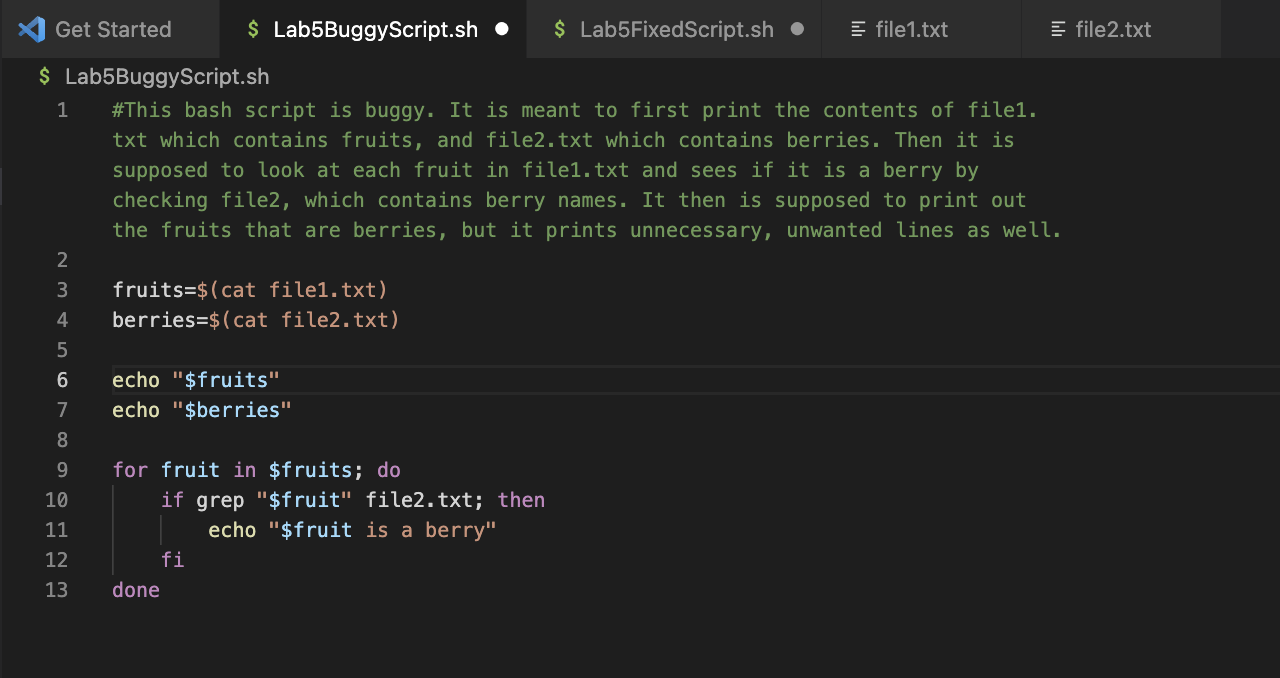 Get Started $ Lab5BuggyScript.sh $ Lab5FixedScript.sh file1.txt file2.txt
$ Lab5BuggyScript.sh
1 #This bash script is buggy. It is meant to first print the contents of file1.
txt which contains fruits, and file2.txt which contains berries. Then it is
supposed to look at each fruit in file1.txt and sees if it is a berry by
checking file2, which contains berry names. It then is supposed to print out
the fruits that are berries, but it prints unnecessary, unwanted lines as well.
2
3 fruits=$(cat file1.txt)
4 berries=$(cat file2.txt)
5
6 echo "$fruits"
7 echo "$berries"
8
9 for fruit in $fruits; do
10     if grep "$fruit" file2.txt; then
11         echo "$fruit is a berry"
12     fi
13 done